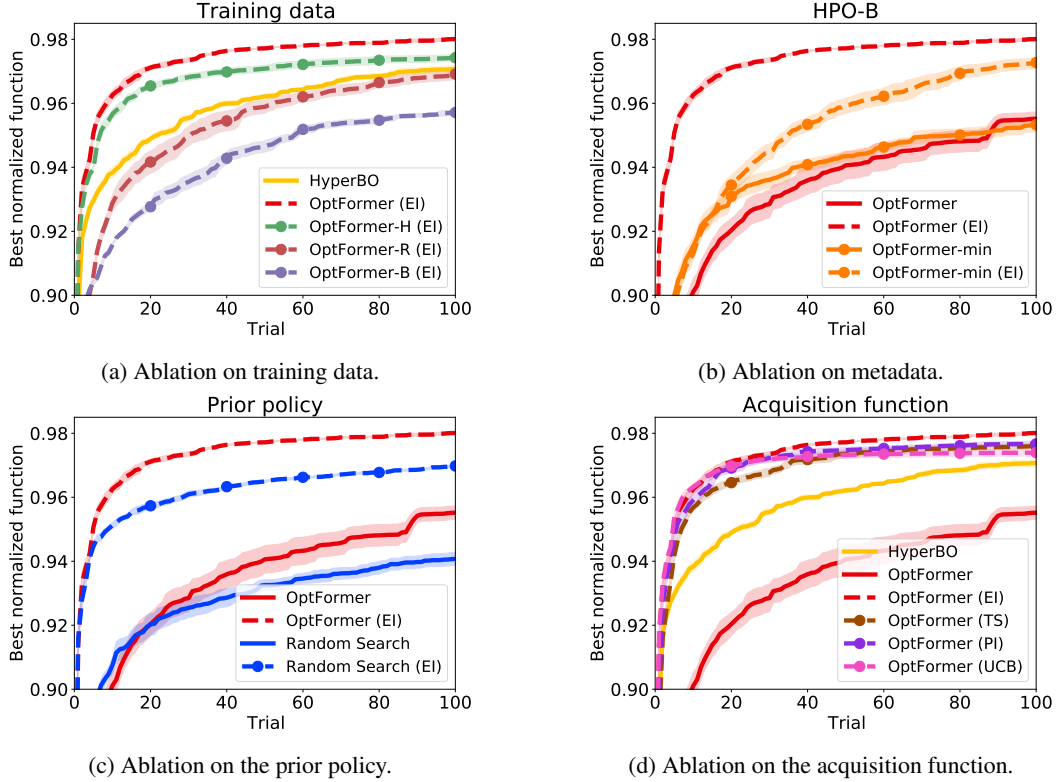 Training data
Best normalized function
0.98
0.96
0.94
0.92
0.90
HyperBO
OptFormer (EI)
OptFormer-H (EI)
OptFormer-R (EI)
OptFormer-B (EI)
0 20 40 60 80 100
Trial
(a) Ablation on training data.
HPO-B
Best normalized function
0.98
0.96
0.94
0.92
0.90
OptFormer
OptFormer (EI)
OptFormer-min
OptFormer-min (EI)
0 20 40 60 80 100
Trial
(b) Ablation on metadata.
Prior policy
Best normalized function
0.98
0.96
0.94
0.92
0.90
OptFormer
OptFormer (EI)
Random Search
Random Search (EI)
0 20 40 60 80 100
Trial
(c) Ablation on the prior policy.
Acquisition function
Best normalized function
0.98
0.96
0.94
0.92
0.90
HyperBO
OptFormer
OptFormer (EI)
OptFormer (TS)
OptFormer (PI)
OptFormer (UCB)
0 20 40 60 80 100
Trial
(d) Ablation on the acquisition function.